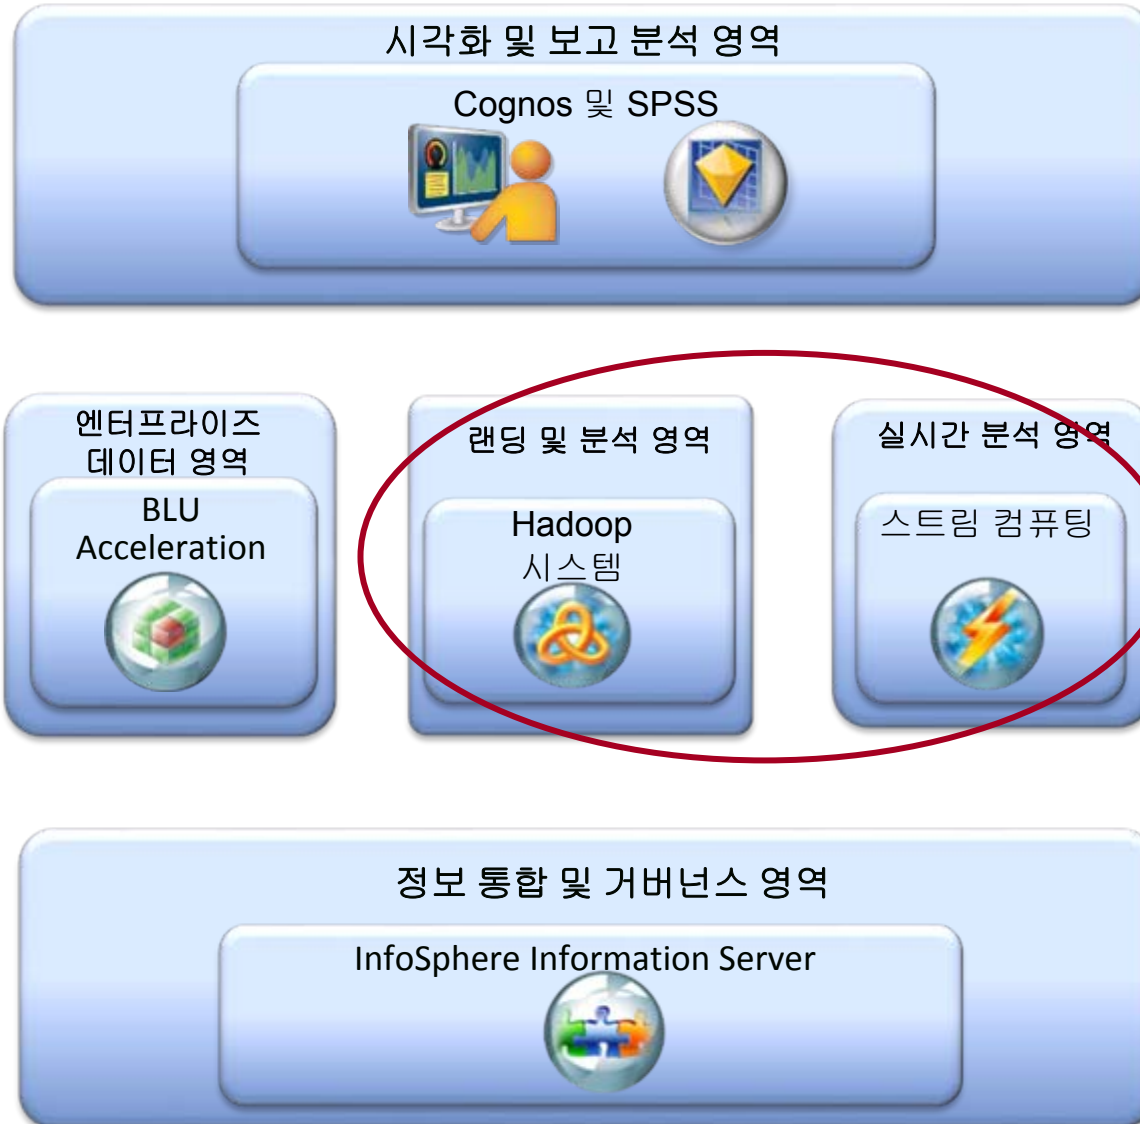 시각화 및 보고 분석 영역
Cognos 및 SPSS
엔터프라이즈
데이터 영역
BLU
Acceleration
랜딩 및 분석 영역
Hadoop
시스템
실시간 분석 영역
스트림 컴퓨팅
정보 통합 및 거버넌스 영역
InfoSphere Information Server